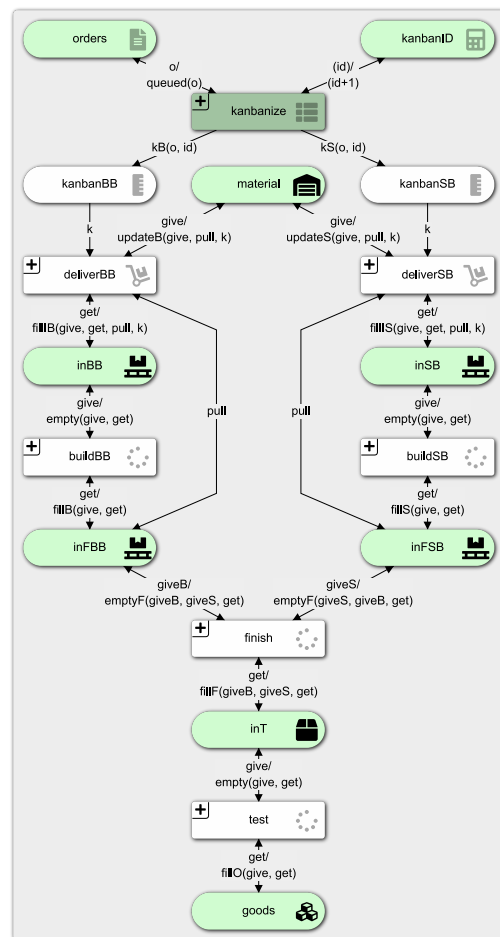 orders
kanbanID
o/
queued(o)
(id)/
(id+1)
kanbanize
kB(o, id)
kS(o, id)
kanbanBB
material
kanbanSB
k
give/
updateB(give, pull, k)
give/
updateS(give, pull, k)
k
deliverBB
deliverSB
get/
fillIB(give, get, pull, k)
get/
fillIS(give, get, pull, k)
inBB
inSB
give/
empty(give, get)
pull
pull
give/
empty(give, get)
buildBB
buildSB
get/
fillB(give, get)
get/
fillS(give, get)
inFBB
inFSB
giveB/
emptyF(giveB, giveS, get)
giveS/
emptyF(giveS, giveB, get)
finish
get/
fillF(giveB, giveS, get)
inT
give/
empty(give, get)
test
get/
fillO(give, get)
goods